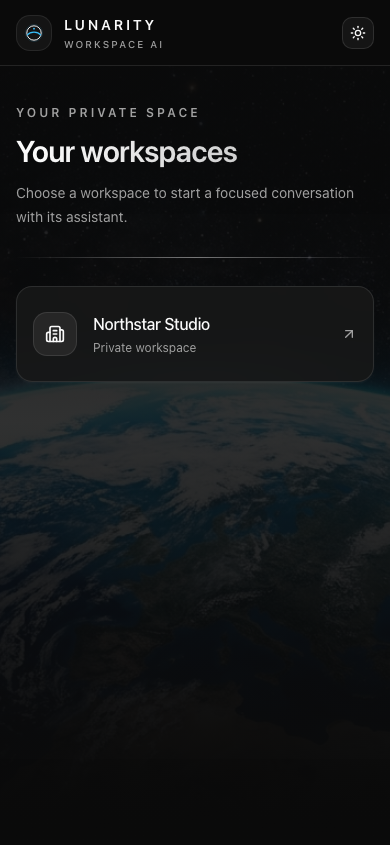 LUNARITY
WORKSPACE AI
YOUR PRIVATE SPACE
Your workspaces
Choose a workspace to start a focused conversation
with its assistant.
Northstar Studio
Private workspace